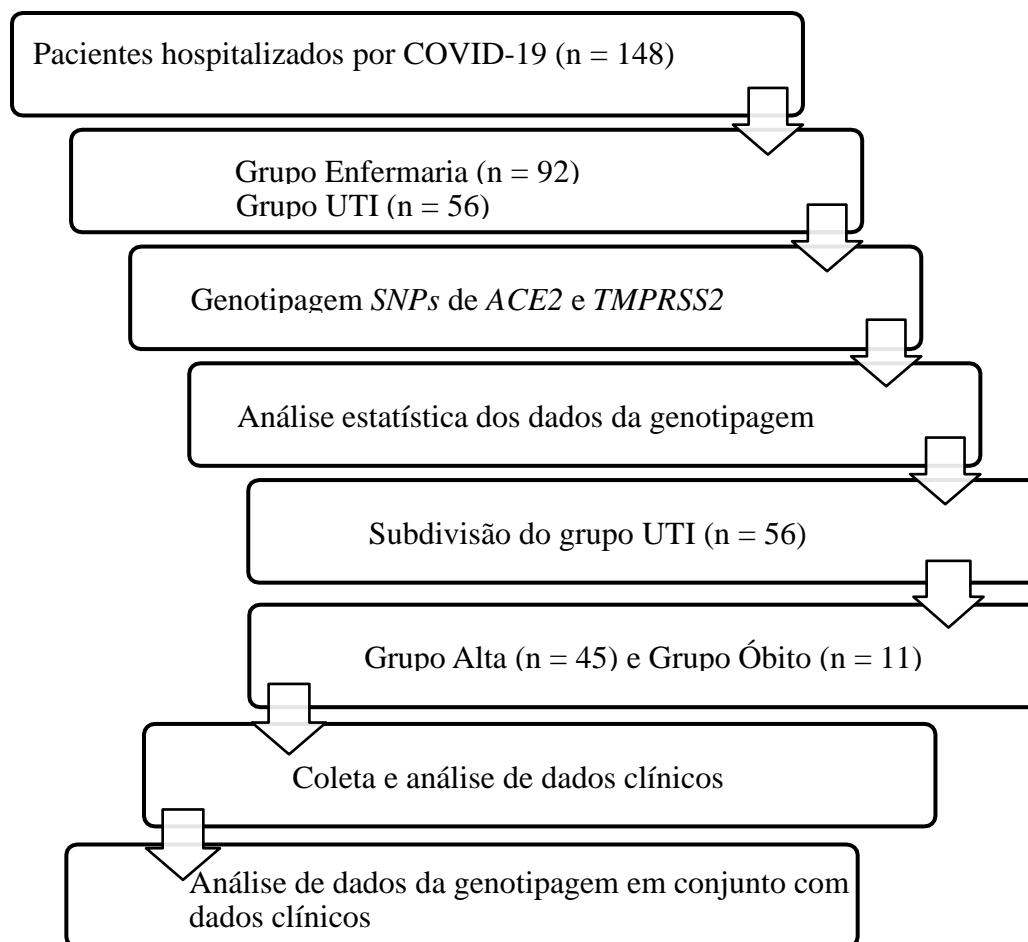 Pacientes hospitalizados por COVID-19 (n = 148)
Grupo Enfermaria (n = 92)
Grupo UTI (n = 56)
Genotipagem SNPs de ACE2 e TMPRSS2
Análise estatística dos dados da genotipagem
Subdivisão do grupo UTI (n = 56)
Grupo Alta (n = 45) e Grupo Óbito (n = 11)
Coleta e análise de dados clínicos
Análise de dados da genotipagem em conjunto com
dados clínicos